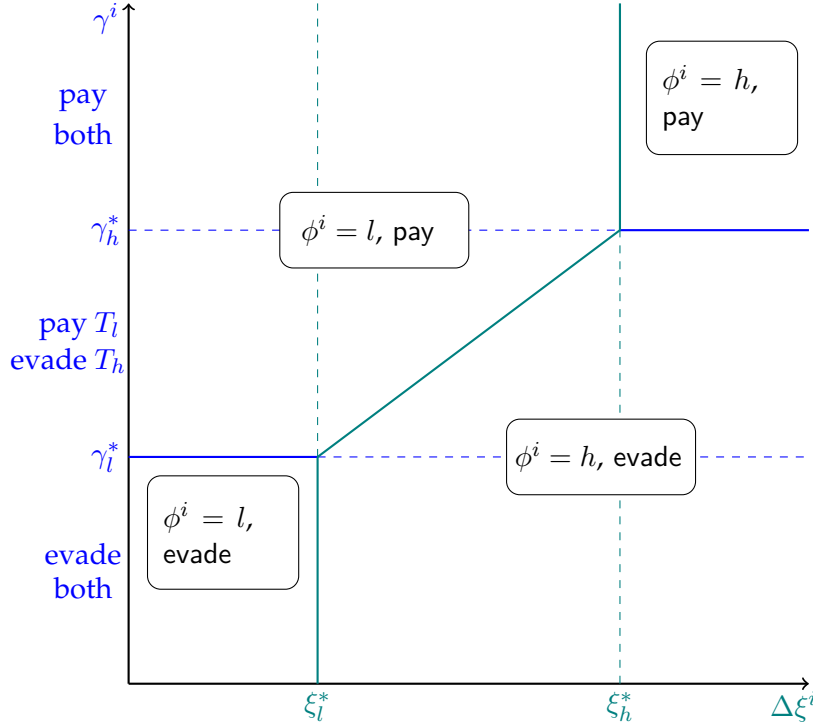 γ^i
pay
both
ϕ^i = h,
pay
γ_h^*
ϕ^i = l, pay
pay T_l
evade T_h
γ_l^*
ϕ^i = h, evade
ϕ^i = l,
evade
evade
both
ξ_l^*
ξ_h^*
Δξ^i